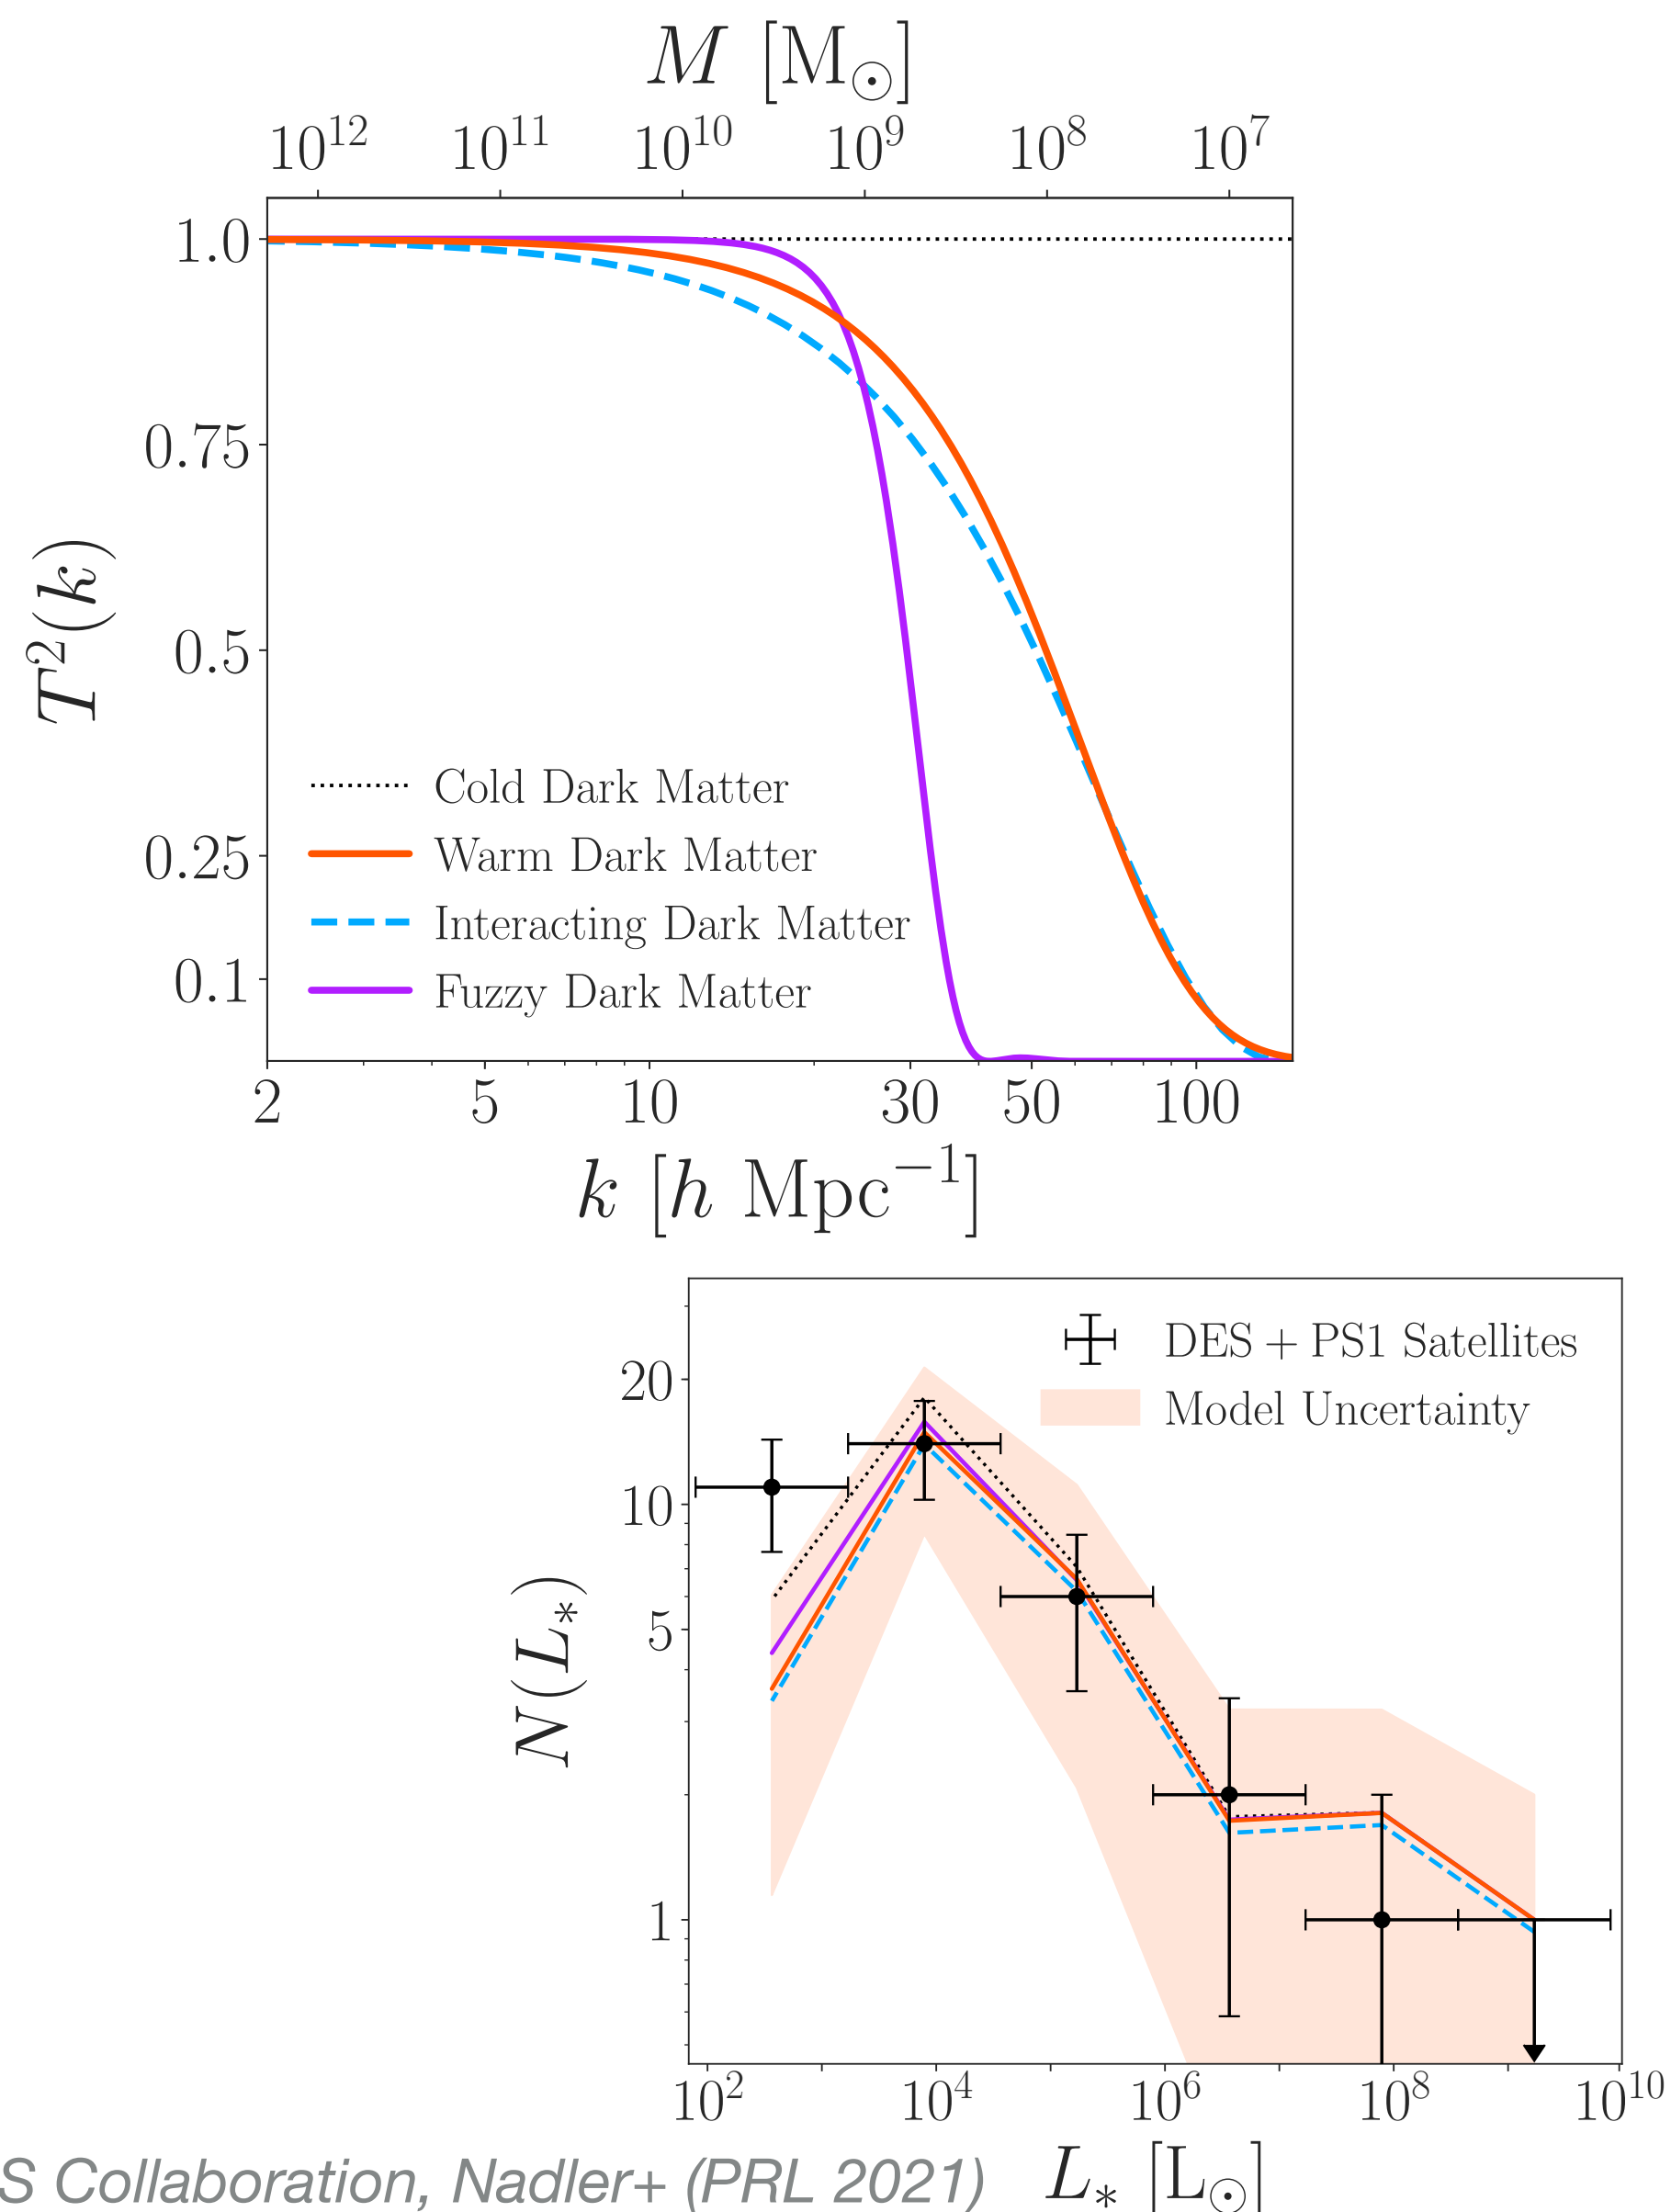 M [M⊙]
10¹² 10¹¹ 10¹⁰ 10⁹ 10⁸ 10⁷
1.0
0.75
0.5
0.25
0.1
T²(k)
Cold Dark Matter
Warm Dark Matter
Interacting Dark Matter
Fuzzy Dark Matter
2 5 10 30 50 100
k [h Mpc⁻¹]
DES + PS1 Satellites
Model Uncertainty
20
10
5
1
N(L∗)
10² 10⁴ 10⁶ 10⁸ 10¹⁰
L∗ [L⊙]
S Collaboration, Nadler+ (PRL 2021)